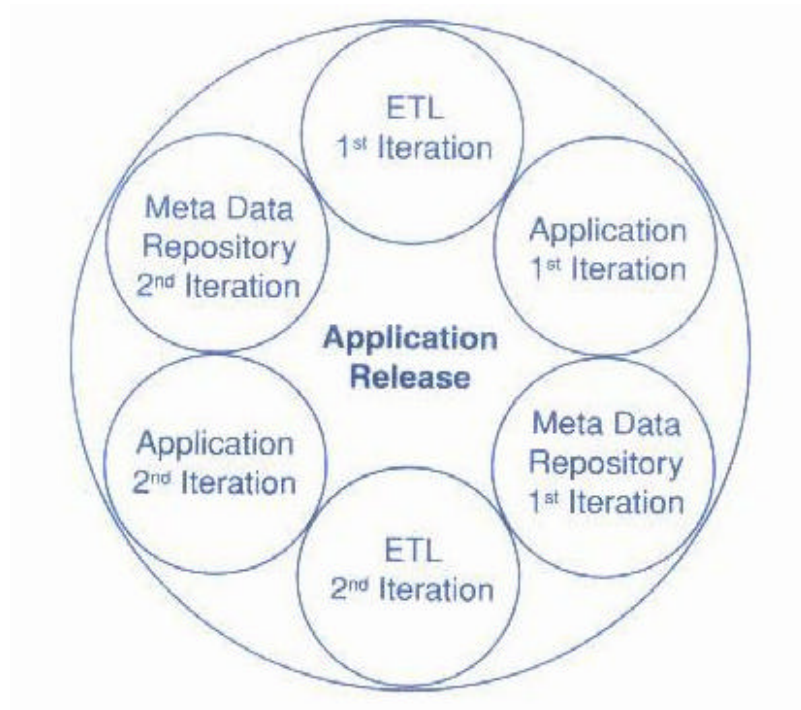 ETL
1st Iteration
Application
1st Iteration
Meta Data
Repository
1st Iteration
ETL
2nd Iteration
Application
2nd Iteration
Meta Data
Repository
2nd Iteration
Application
Release